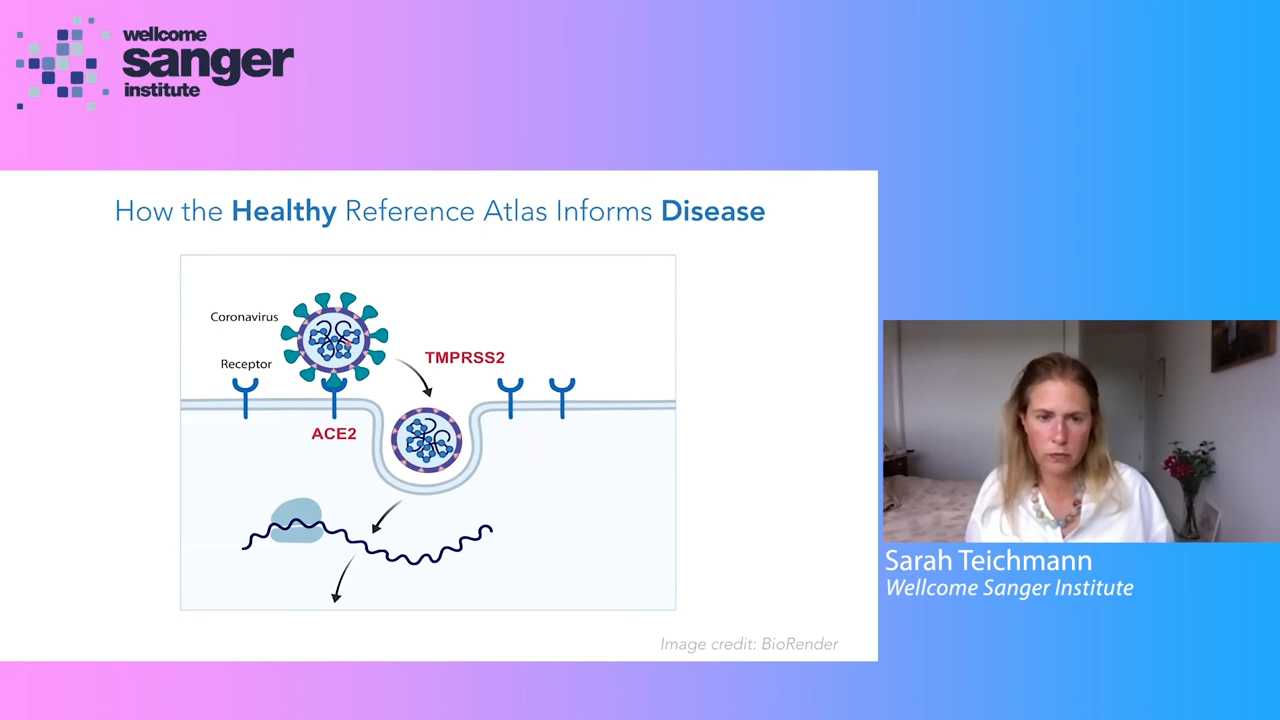 wellcome
sanger
institute
How the Healthy Reference Atlas Informs Disease
Coronavirus
TMPRSS2
Receptor
ACE2
Image credit: BioRender
Sarah Teichmann
Wellcome Sanger Institute